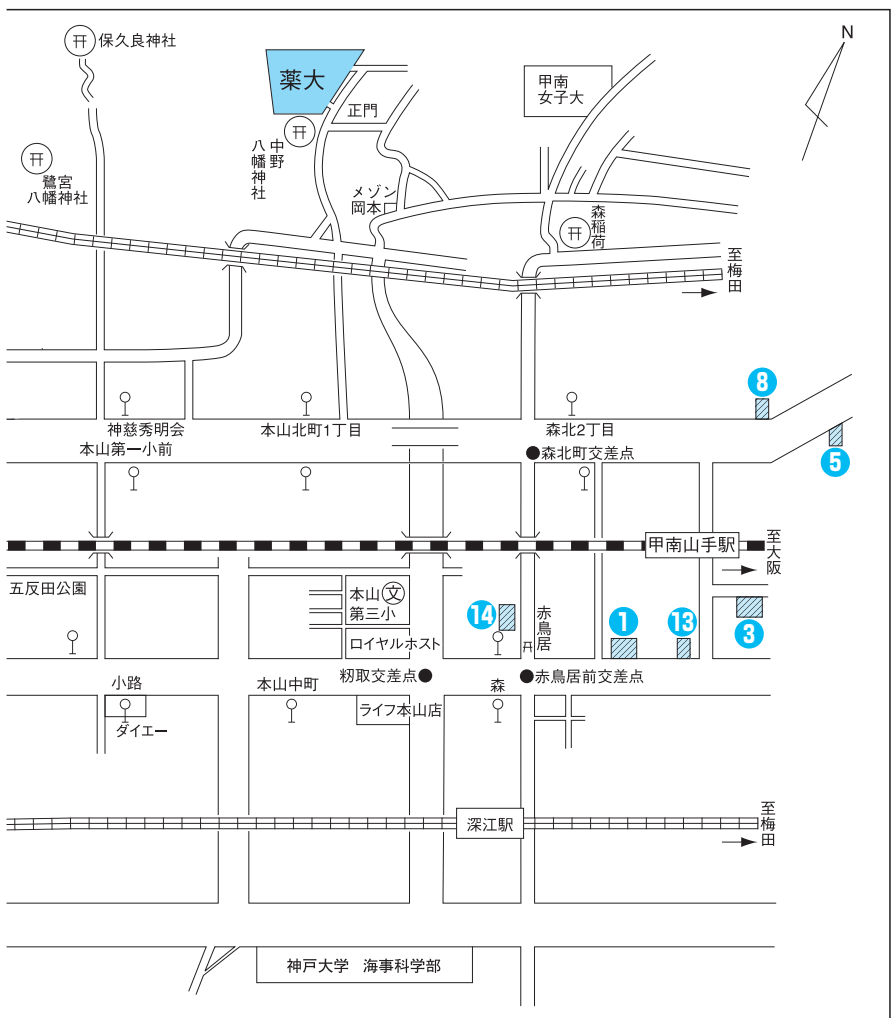 保久良神社
N
薬大
甲南
女子大
正門
中野
八幡神社
鷺宮
八幡神社
メゾン
岡本
森稲荷
至梅田
8
神慈秀明会
本山北町1丁目
森北2丁目
本山第一小前
森北町交差点
5
甲南山手駅
至大阪
五反田公園
本山文
第三小
14
赤鳥居
1
13
3
ロイヤルホスト
籾取交差点
赤鳥居前交差点
小路
本山中町
森
ライフ本山店
ダイエー
深江駅
至梅田
神戸大学 海事科学部